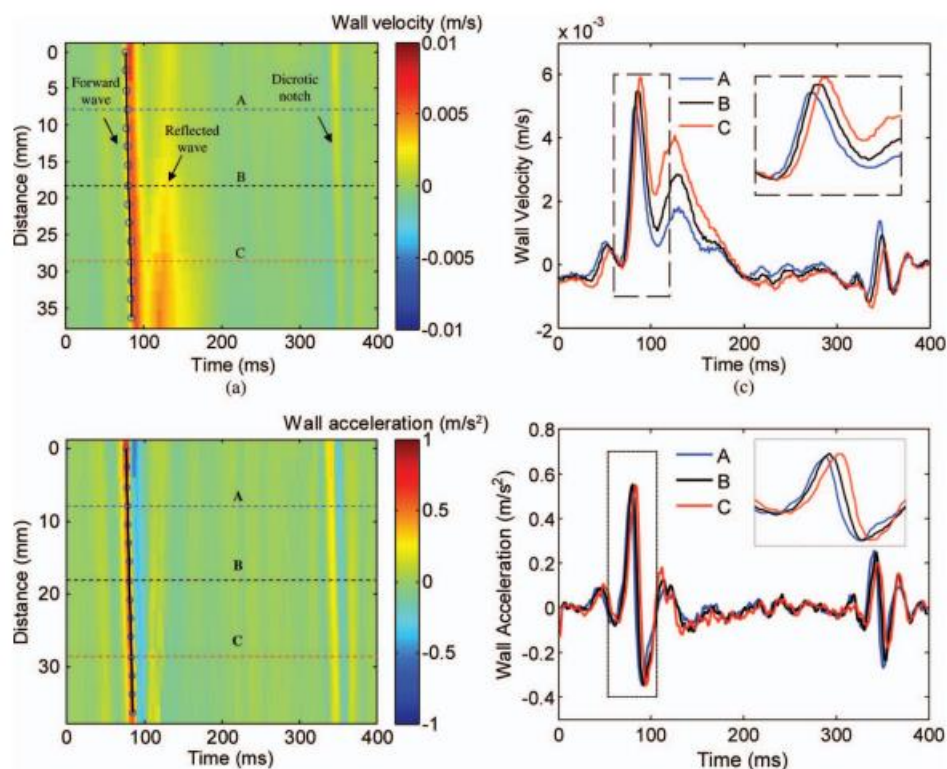 Wall velocity (m/s)
0
5
10
15
20
25
30
35
Distance (mm)
Forward
wave
Reflected
wave
Dicrotic
notch
A
B
C
0.01
0.005
0
-0.005
-0.01
0 100 200 300 400
Time (ms)
(a)
× 10⁻³
6
4
2
0
-2
Wall Velocity (m/s)
A
B
C
0 100 200 300 400
Time (ms)
(c)
Wall acceleration (m/s²)
0
10
20
30
Distance (mm)
A
B
C
1
0.5
0
-0.5
-1
0 100 200 300 400
Time (ms)
0.8
0.6
0.4
0.2
0
-0.2
-0.4
-0.6
Wall Acceleration (m/s²)
A
B
C
0 100 200 300 400
Time (ms)